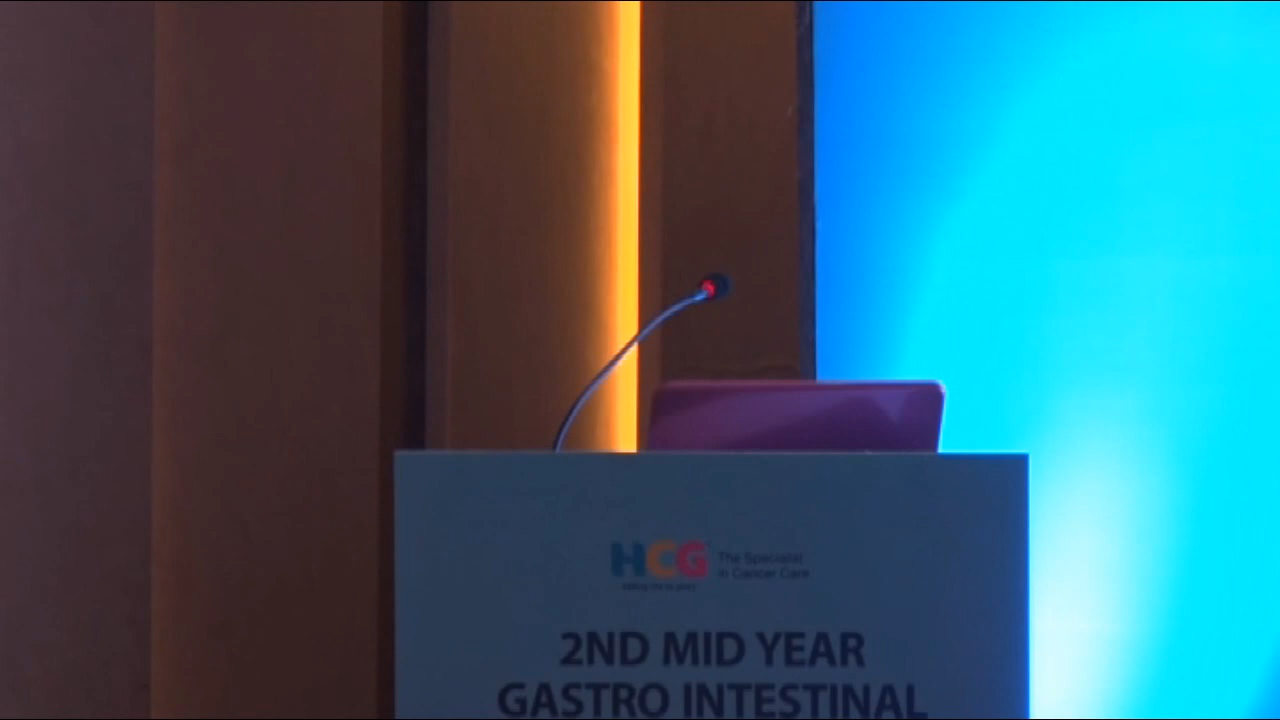 HCG The Specialist
in Cancer Care
2ND MID YEAR
GASTRO INTESTINAL